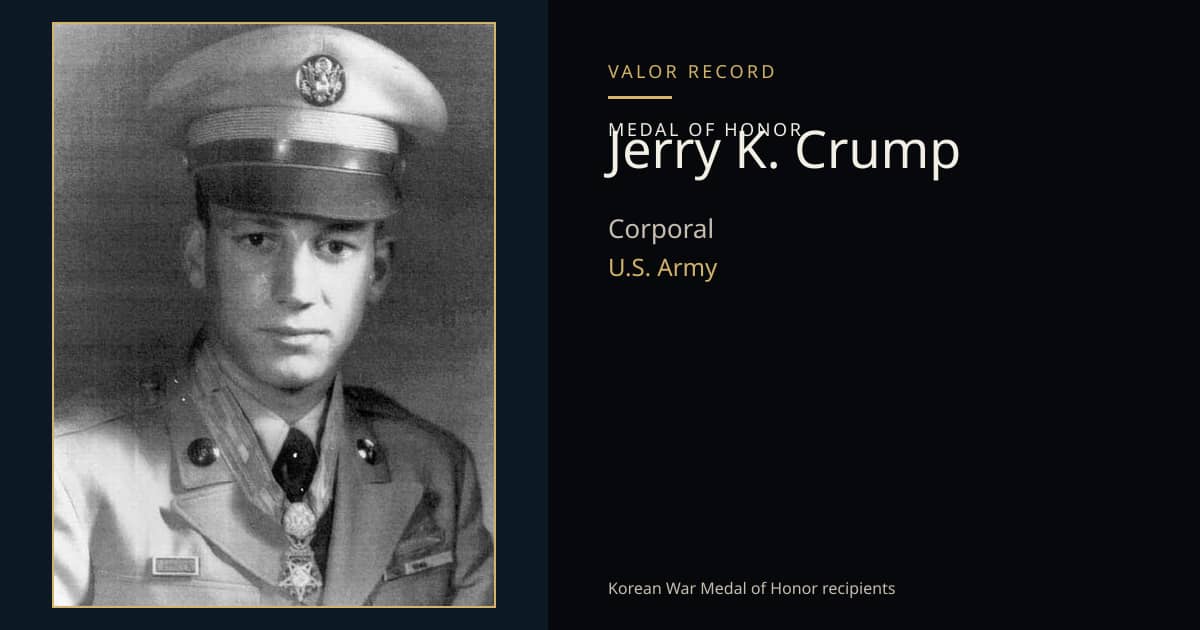 VALOR RECORD
MEDAL OF HONOR
Jerry K. Crump
Corporal
U.S. Army
Korean War Medal of Honor recipients